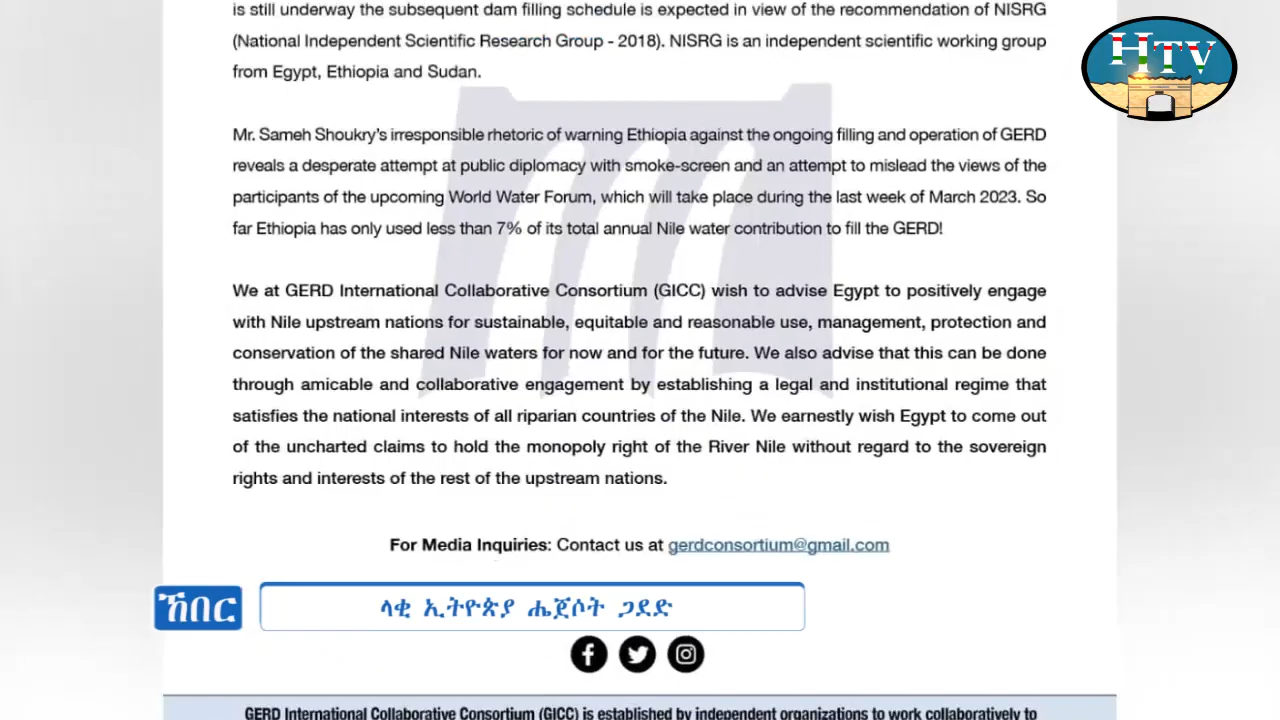 is still underway the subsequent dam filling schedule is expected in view of the recommendation of NISRG
(National Independent Scientific Research Group - 2018). NISRG is an independent scientific working group
from Egypt, Ethiopia and Sudan.
HTV
Mr. Sameh Shoukry's irresponsible rhetoric of warning Ethiopia against the ongoing filling and operation of GERD
reveals a desperate attempt at public diplomacy with smoke-screen and an attempt to mislead the views of the
participants of the upcoming World Water Forum, which will take place during the last week of March 2023. So
far Ethiopia has only used less than 7% of its total annual Nile water contribution to fill the GERD!
We at GERD International Collaborative Consortium (GICC) wish to advise Egypt to positively engage
with Nile upstream nations for sustainable, equitable and reasonable use, management, protection and
conservation of the shared Nile waters for now and for the future. We also advise that this can be done
through amicable and collaborative engagement by establishing a legal and institutional regime that
satisfies the national interests of all riparian countries of the Nile. We earnestly wish Egypt to come out
of the uncharted claims to hold the monopoly right of the River Nile without regard to the sovereign
rights and interests of the rest of the upstream nations.
For Media Inquiries: Contact us at gerdconsortium@gmail.com
ኸበር
ላቂ ኢትዮጵያ ሔጀሶት ጋደድ
GERD International Collaborative Consortium (GICC) is established by independent organizations to work collaboratively to